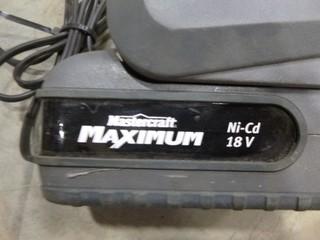 Mastercraft
MAXIMUM
Ni-Cd
18 V